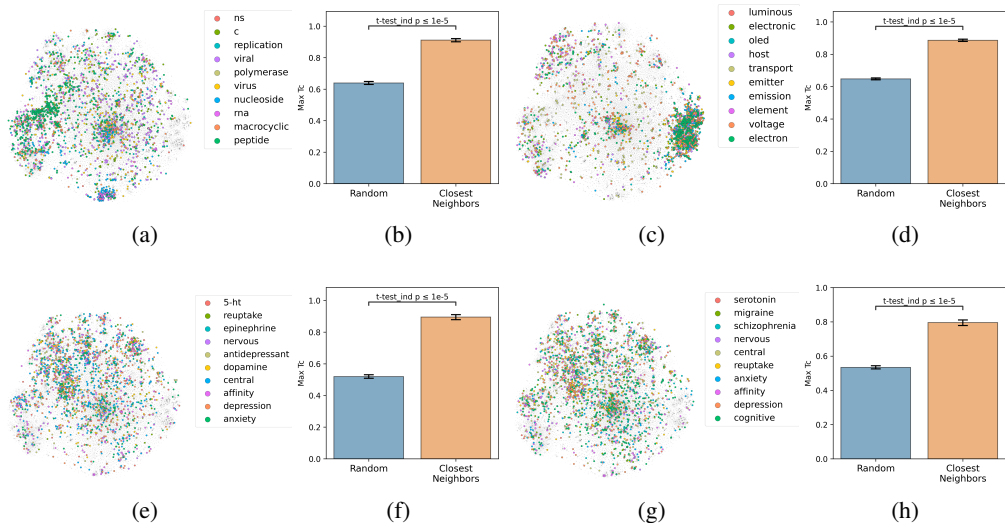 ns
c
replication
viral
polymerase
virus
nucleoside
rna
macrocyclic
peptide
(a)
t-test_ind p ≤ 1e-5
Max Tc
1.0
0.8
0.6
0.4
0.2
0.0
Random
Closest
Neighbors
(b)
luminous
electronic
oled
host
transport
emitter
emission
element
voltage
electron
(c)
t-test_ind p ≤ 1e-5
Max Tc
1.0
0.8
0.6
0.4
0.2
0.0
Random
Closest
Neighbors
(d)
5-ht
reuptake
epinephrine
nervous
antidepressant
dopamine
central
affinity
depression
anxiety
(e)
t-test_ind p ≤ 1e-5
Max Tc
1.0
0.8
0.6
0.4
0.2
0.0
Random
Closest
Neighbors
(f)
serotonin
migraine
schizophrenia
nervous
central
reuptake
anxiety
affinity
depression
cognitive
(g)
t-test_ind p ≤ 1e-5
Max Tc
1.0
0.8
0.6
0.4
0.2
0.0
Random
Closest
Neighbors
(h)